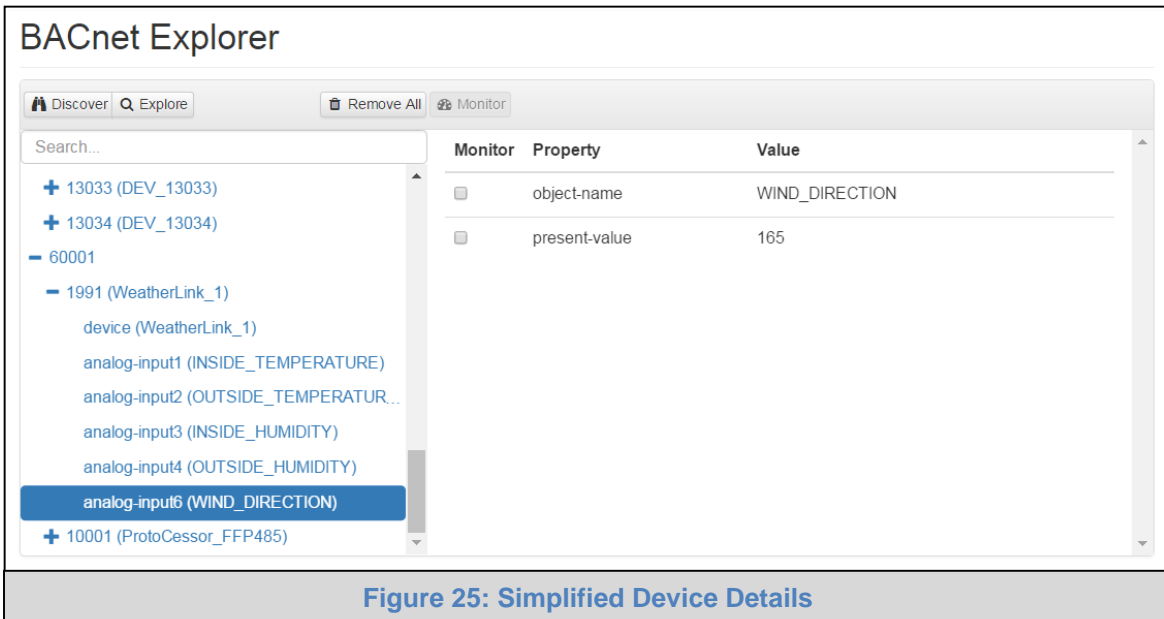 BACnet Explorer
Discover Explore Remove All Monitor
Search...
13033 (DEV_13033)
13034 (DEV_13034)
60001
1991 (WeatherLink_1)
device (WeatherLink_1)
analog-input1 (INSIDE_TEMPERATURE)
analog-input2 (OUTSIDE_TEMPERATUR...
analog-input3 (INSIDE_HUMIDITY)
analog-input4 (OUTSIDE_HUMIDITY)
analog-input6 (WIND_DIRECTION)
10001 (ProtoCessor_FFP485)
Monitor Property Value
object-name WIND_DIRECTION
present-value 165
Figure 25: Simplified Device Details